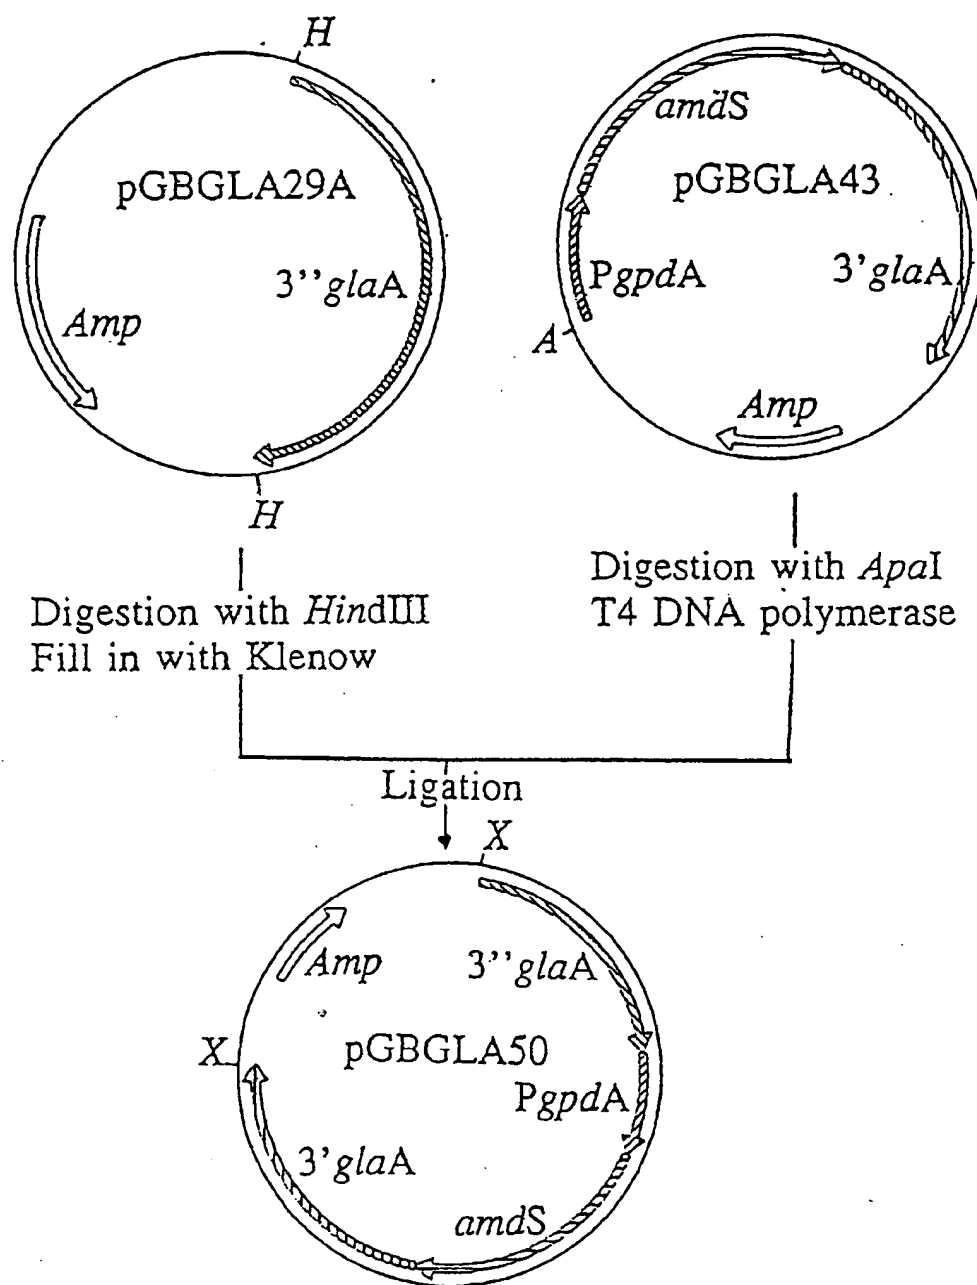 H
pGBGLA29A
3''glaA
Amp
H
amdS
pGBGLA43
PgpdA
3'glaA
A
Amp
Digestion with HindIII
Fill in with Klenow
Digestion with ApaI
T4 DNA polymerase
Ligation
X
Amp
3''glaA
X
pGBGLA50
PgpdA
3'glaA
amdS